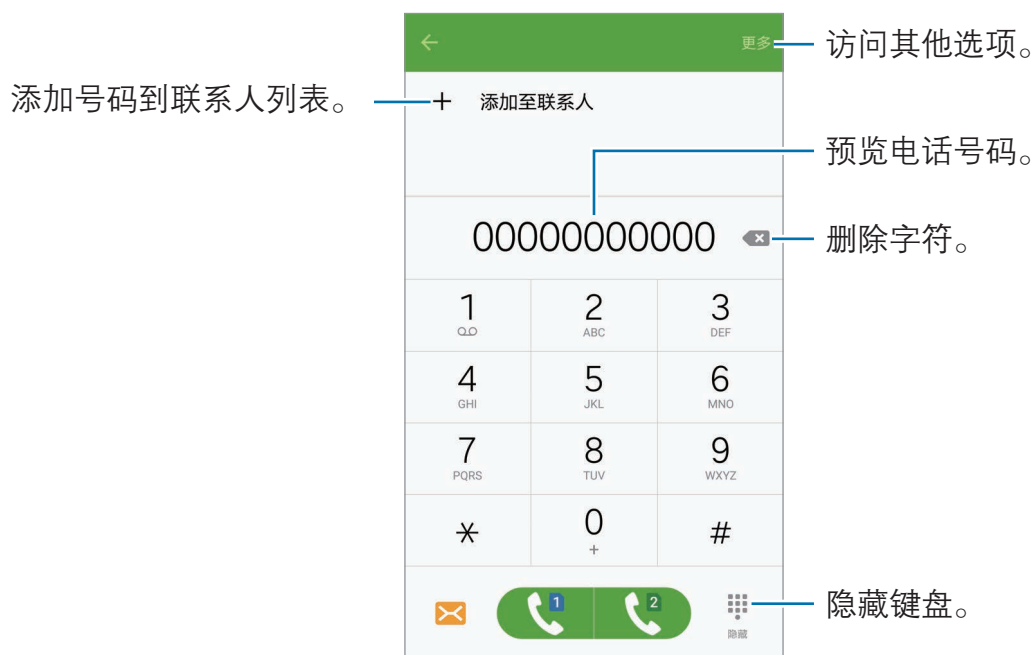 更多
访问其他选项。
添加号码到联系人列表。
添加至联系人
预览电话号码。
00000000000
删除字符。
1 2 3
ABC DEF
4 5 6
GHI JKL MNO
7 8 9
PQRS TUV WXYZ
* 0 #
+
1 2
隐藏
隐藏键盘。